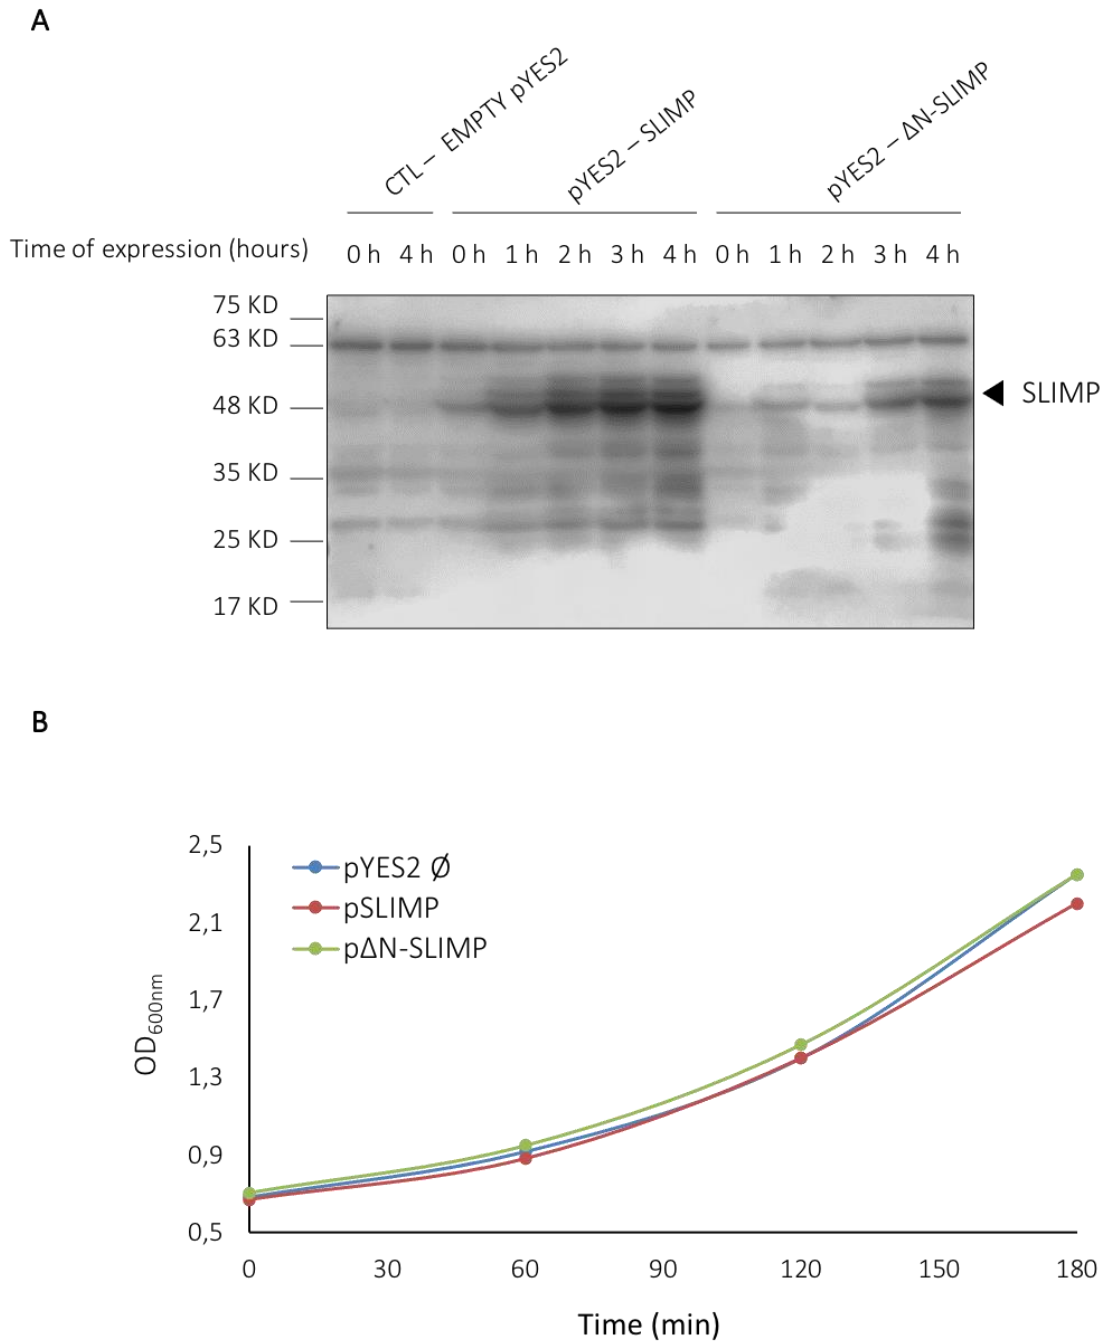 A
CTL – EMPTY pYES2
pYES2 – SLIMP
pYES2 – ΔN-SLIMP
Time of expression (hours)
0 h 4 h 0 h 1 h 2 h 3 h 4 h 0 h 1 h 2 h 3 h 4 h
75 KD
63 KD
48 KD
35 KD
25 KD
17 KD
SLIMP
B
2,5
2,1
1,7
1,3
0,9
0,5
OD600nm
pYES2 Ø
pSLIMP
pΔN-SLIMP
0 30 60 90 120 150 180
Time (min)